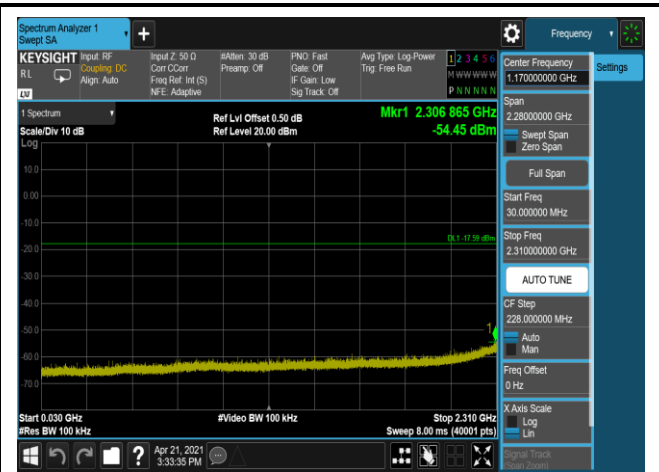 Spectrum Analyzer 1
Swept SA
+
Frequency
KEYSIGHT
RL
LXI
Input: RF
Coupling: DC
Align: Auto
Input Z: 50 Ω
Corr CCorr
Freq Ref: Int (S)
NFE: Adaptive
#Atten: 30 dB
Preamp: Off
PNO: Fast
Gate: Off
IF Gain: Low
Sig Track: Off
Avg Type: Log-Power
Trig: Free Run
1 2 3 4 5 6
M W W W W W
P N N N N N
1 Spectrum
Scale/Div 10 dB
Log
Ref Lvl Offset 0.50 dB
Ref Level 20.00 dBm
Mkr1 2.306 865 GHz
-54.45 dBm
10.0
0.00
-10.0
-20.0
-30.0
-40.0
-50.0
-60.0
-70.0
DL1 -17.59 dBm
1
Start 0.030 GHz
#Res BW 100 kHz
#Video BW 100 kHz
Stop 2.310 GHz
Sweep 8.00 ms (40001 pts)
Apr 21, 2021
3:33:35 PM
?
Center Frequency
1.170000000 GHz
Span
2.28000000 GHz
Swept Span
Zero Span
Full Span
Start Freq
30.000000 MHz
Stop Freq
2.310000000 GHz
AUTO TUNE
CF Step
228.000000 MHz
Auto
Man
Freq Offset
0 Hz
X Axis Scale
Log
Lin
Signal Track
(Span Zoom)
Settings